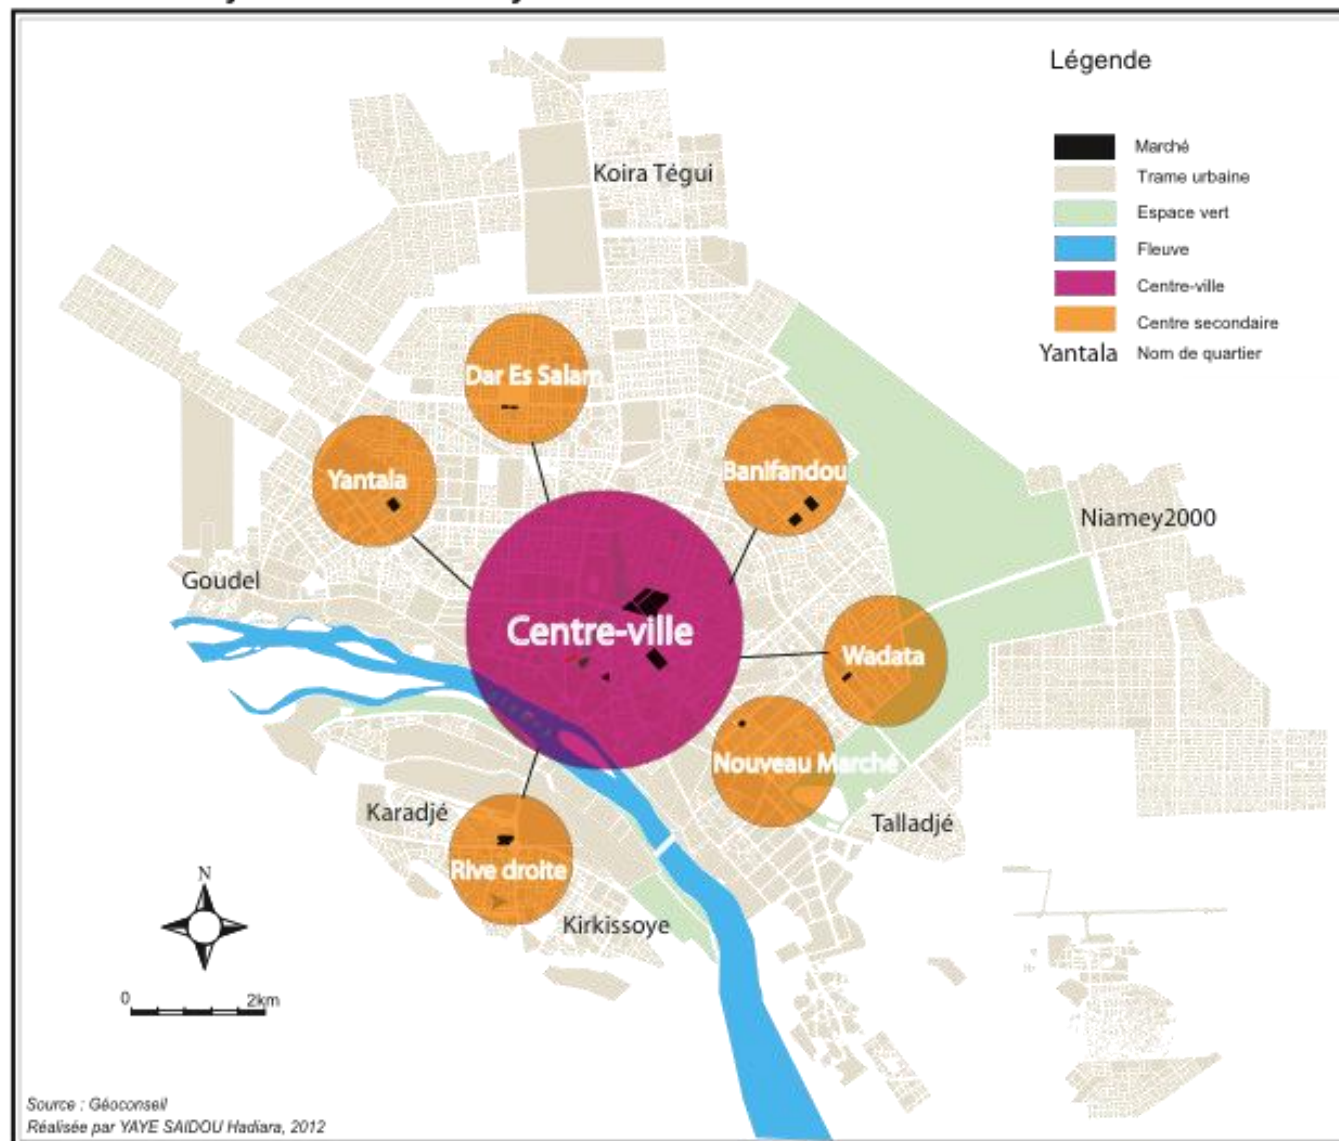 Légende
Marché
Trame urbaine
Espace vert
Fleuve
Centre-ville
Centre secondaire
Yantala Nom de quartier
Koira Tégui
Dar Es Salam
Yantala
Banifandou
Niamey2000
Goudel
Centre-ville
Wadata
Nouveau Marché
Karadjé
Talladjé
Rive droite
Kirkissoye
N
0 2km
Source : Géoconseil
Réalisée par YAYE SAIDOU Hadiara, 2012